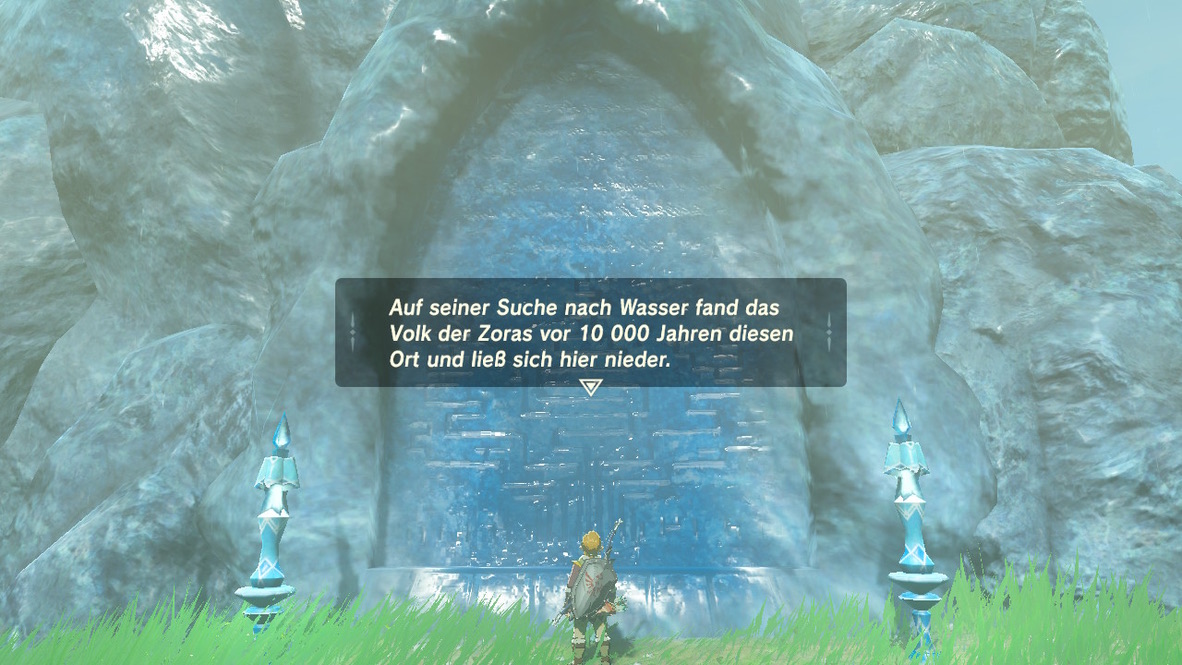 Auf seiner Suche nach Wasser fand das
Volk der Zoras vor 10 000 Jahren diesen
Ort und ließ sich hier nieder.